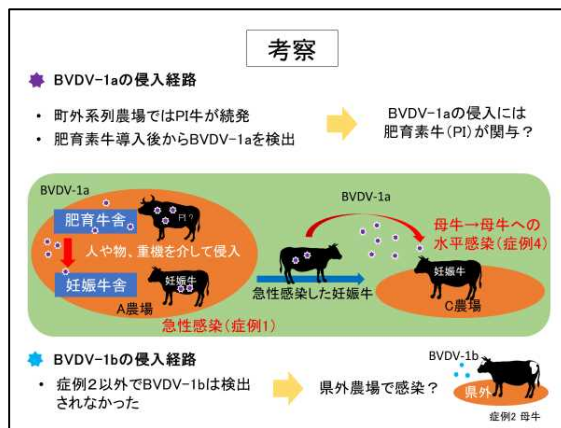 考察
BVDV-1aの侵入経路
• 町外系列農場ではPI牛が続発
• 肥育素牛導入後からBVDV-1aを検出
BVDV-1aの侵入には
肥育素牛(PI)が関与？
BVDV-1a
肥育牛舎
PI?
人や物、重機を介して侵入
妊娠牛舎
妊娠牛
A農場
急性感染(症例1)
急性感染した妊娠牛
BVDV-1a
母牛→母牛への
水平感染(症例4)
妊娠牛
C農場
BVDV-1bの侵入経路
• 症例２以外でBVDV-1bは検出
されなかった
県外農場で感染？
BVDV-1b
県外
症例2 母牛